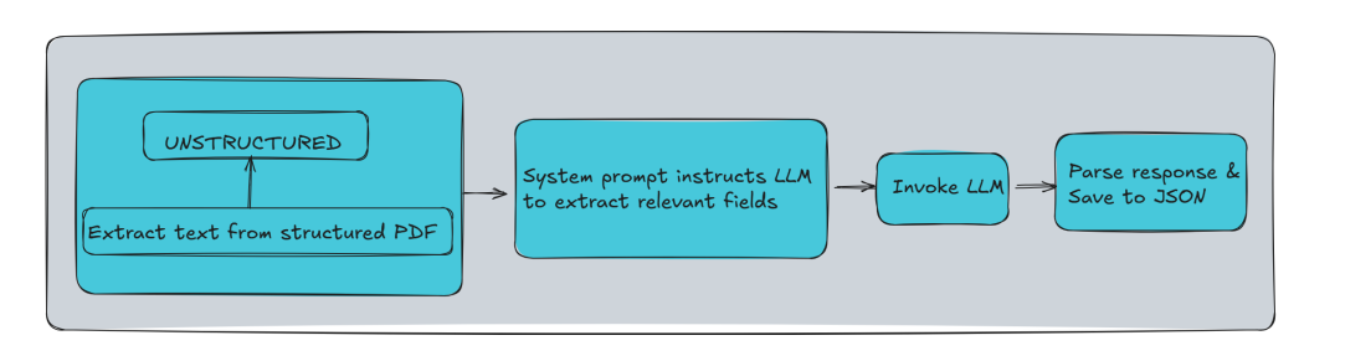 UNSTRUCTURED
Extract text from structured PDF
System prompt instructs LLM
to extract relevant fields
Invoke LLM
Parse response &
Save to JSON